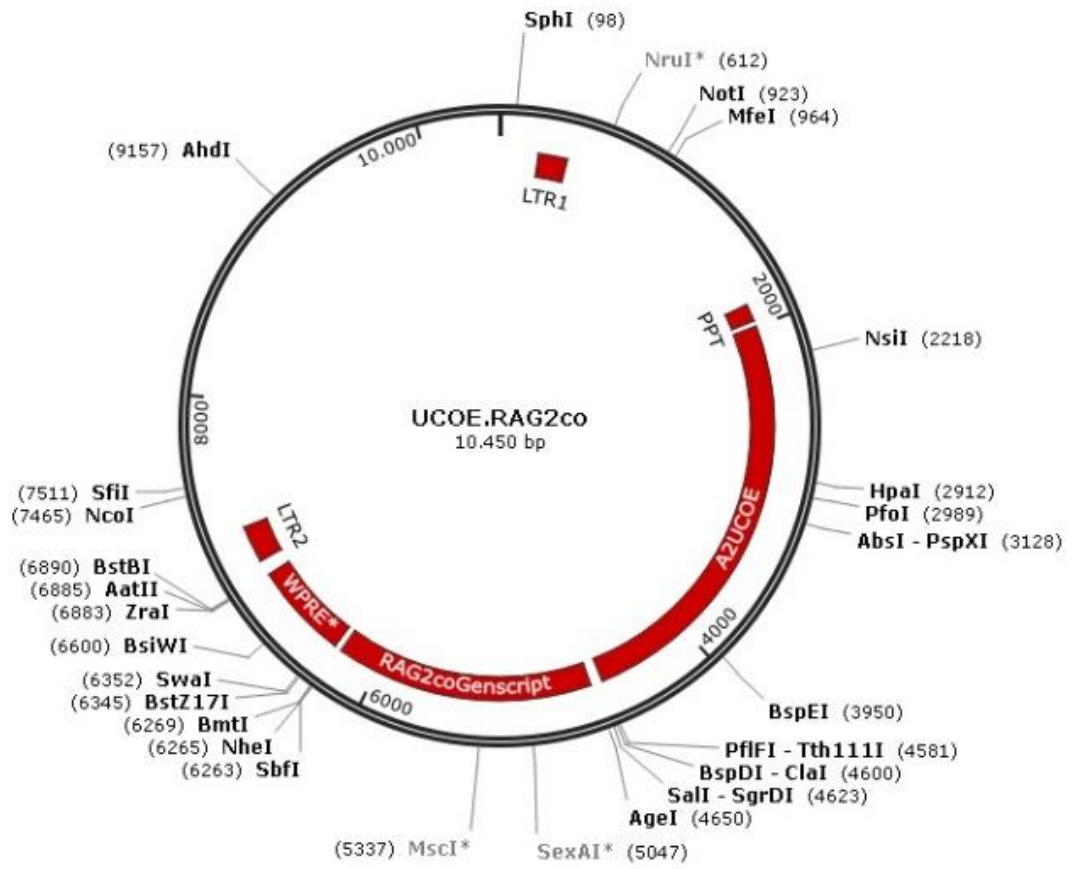 SphI (98)
NruI* (612)
NotI (923)
MfeI (964)
(9157) AhdI
10.000
LTR1
2000
PPT
NsiI (2218)
UCOE.RAG2co
10.450 bp
8000
HpaI (2912)
PfoI (2989)
AbsI - PspXI (3128)
A2UCOE
(7511) SfiI
(7465) NcoI
LTR2
(6890) BstBI
(6885) AatII
(6883) ZraI
WPRE*
4000
(6600) BsiWI
RAG2coGenscript
(6352) SwaI
(6345) BstZ17I
6000
(6269) BmtI
(6265) NheI
(6263) SbfI
BspEI (3950)
PflFI - Tth111I (4581)
BspDI - ClaI (4600)
SalI - SgrDI (4623)
AgeI (4650)
(5337) MscI*
SexAI* (5047)